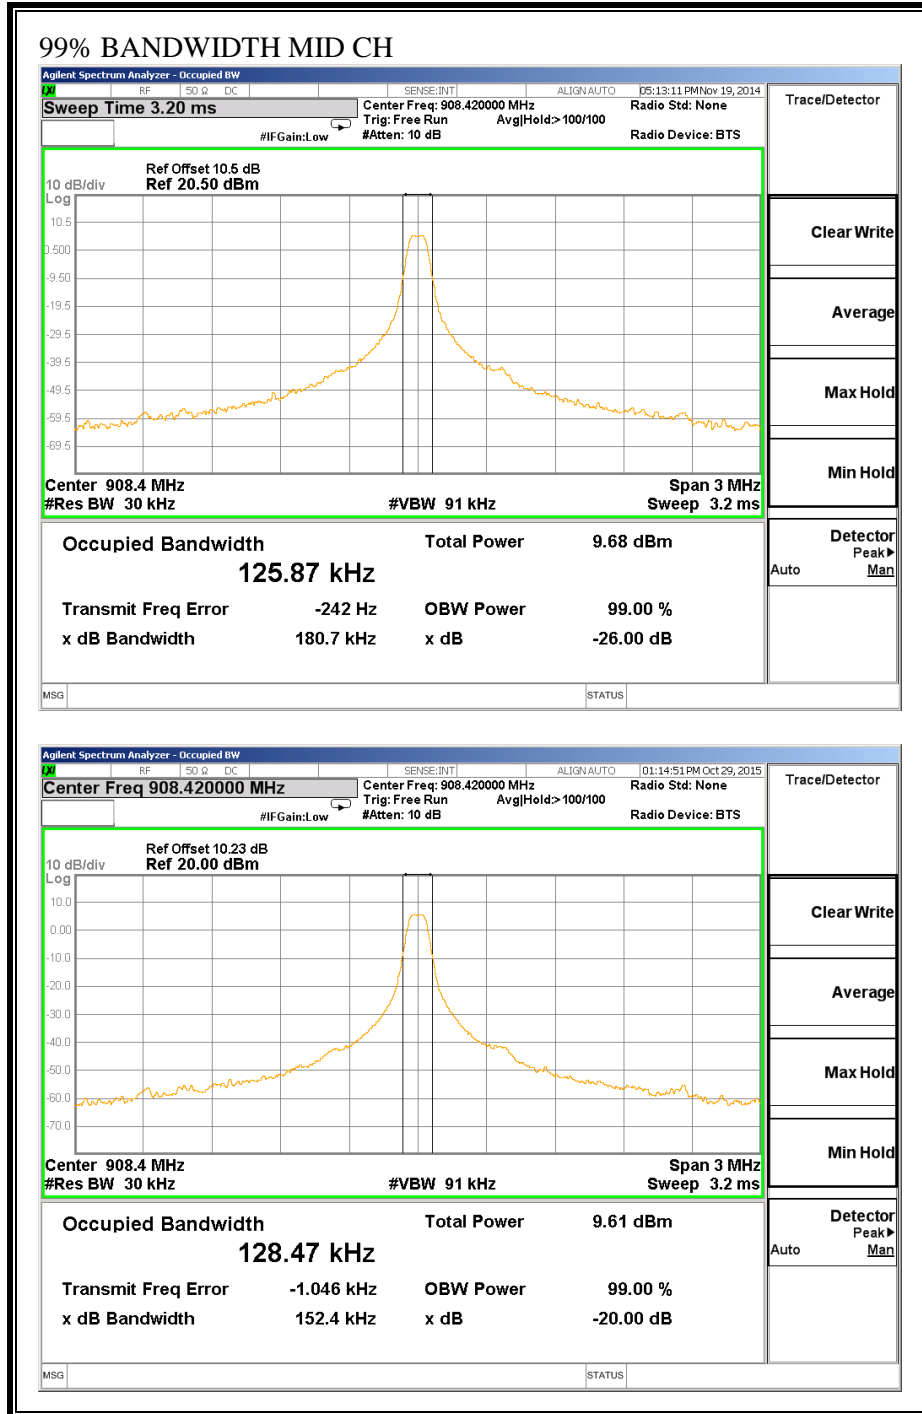 99% BANDWIDTH MID CH
Agilent Spectrum Analyzer - Occupied BW
LXI RF 50 Ω DC SENSE:INT ALIGN AUTO 05:13:11 PM Nov 19, 2014
Sweep Time 3.20 ms
Center Freq: 908.420000 MHz
Radio Std: None
Trig: Free Run Avg|Hold:>100/100
#IFGain:Low #Atten: 10 dB Radio Device: BTS
Trace/Detector
Ref Offset 10.5 dB
10 dB/div Ref 20.50 dBm
Log
10.5
0.500
-9.50
-19.5
-29.5
-39.5
-49.5
-59.5
-69.5
Center 908.4 MHz Span 3 MHz
#Res BW 30 kHz #VBW 91 kHz Sweep 3.2 ms
Occupied Bandwidth Total Power 9.68 dBm
125.87 kHz
Transmit Freq Error -242 Hz OBW Power 99.00 %
x dB Bandwidth 180.7 kHz x dB -26.00 dB
Clear Write
Average
Max Hold
Min Hold
Detector
Peak▶
Auto Man
MSG STATUS
Agilent Spectrum Analyzer - Occupied BW
LXI RF 50 Ω DC SENSE:INT ALIGN AUTO 01:14:51 PM Oct 29, 2015
Center Freq 908.420000 MHz
Center Freq: 908.420000 MHz
Radio Std: None
Trig: Free Run Avg|Hold:>100/100
#IFGain:Low #Atten: 10 dB Radio Device: BTS
Trace/Detector
Ref Offset 10.23 dB
10 dB/div Ref 20.00 dBm
Log
10.0
0.00
-10.0
-20.0
-30.0
-40.0
-50.0
-60.0
-70.0
Center 908.4 MHz Span 3 MHz
#Res BW 30 kHz #VBW 91 kHz Sweep 3.2 ms
Occupied Bandwidth Total Power 9.61 dBm
128.47 kHz
Transmit Freq Error -1.046 kHz OBW Power 99.00 %
x dB Bandwidth 152.4 kHz x dB -20.00 dB
Clear Write
Average
Max Hold
Min Hold
Detector
Peak▶
Auto Man
MSG STATUS